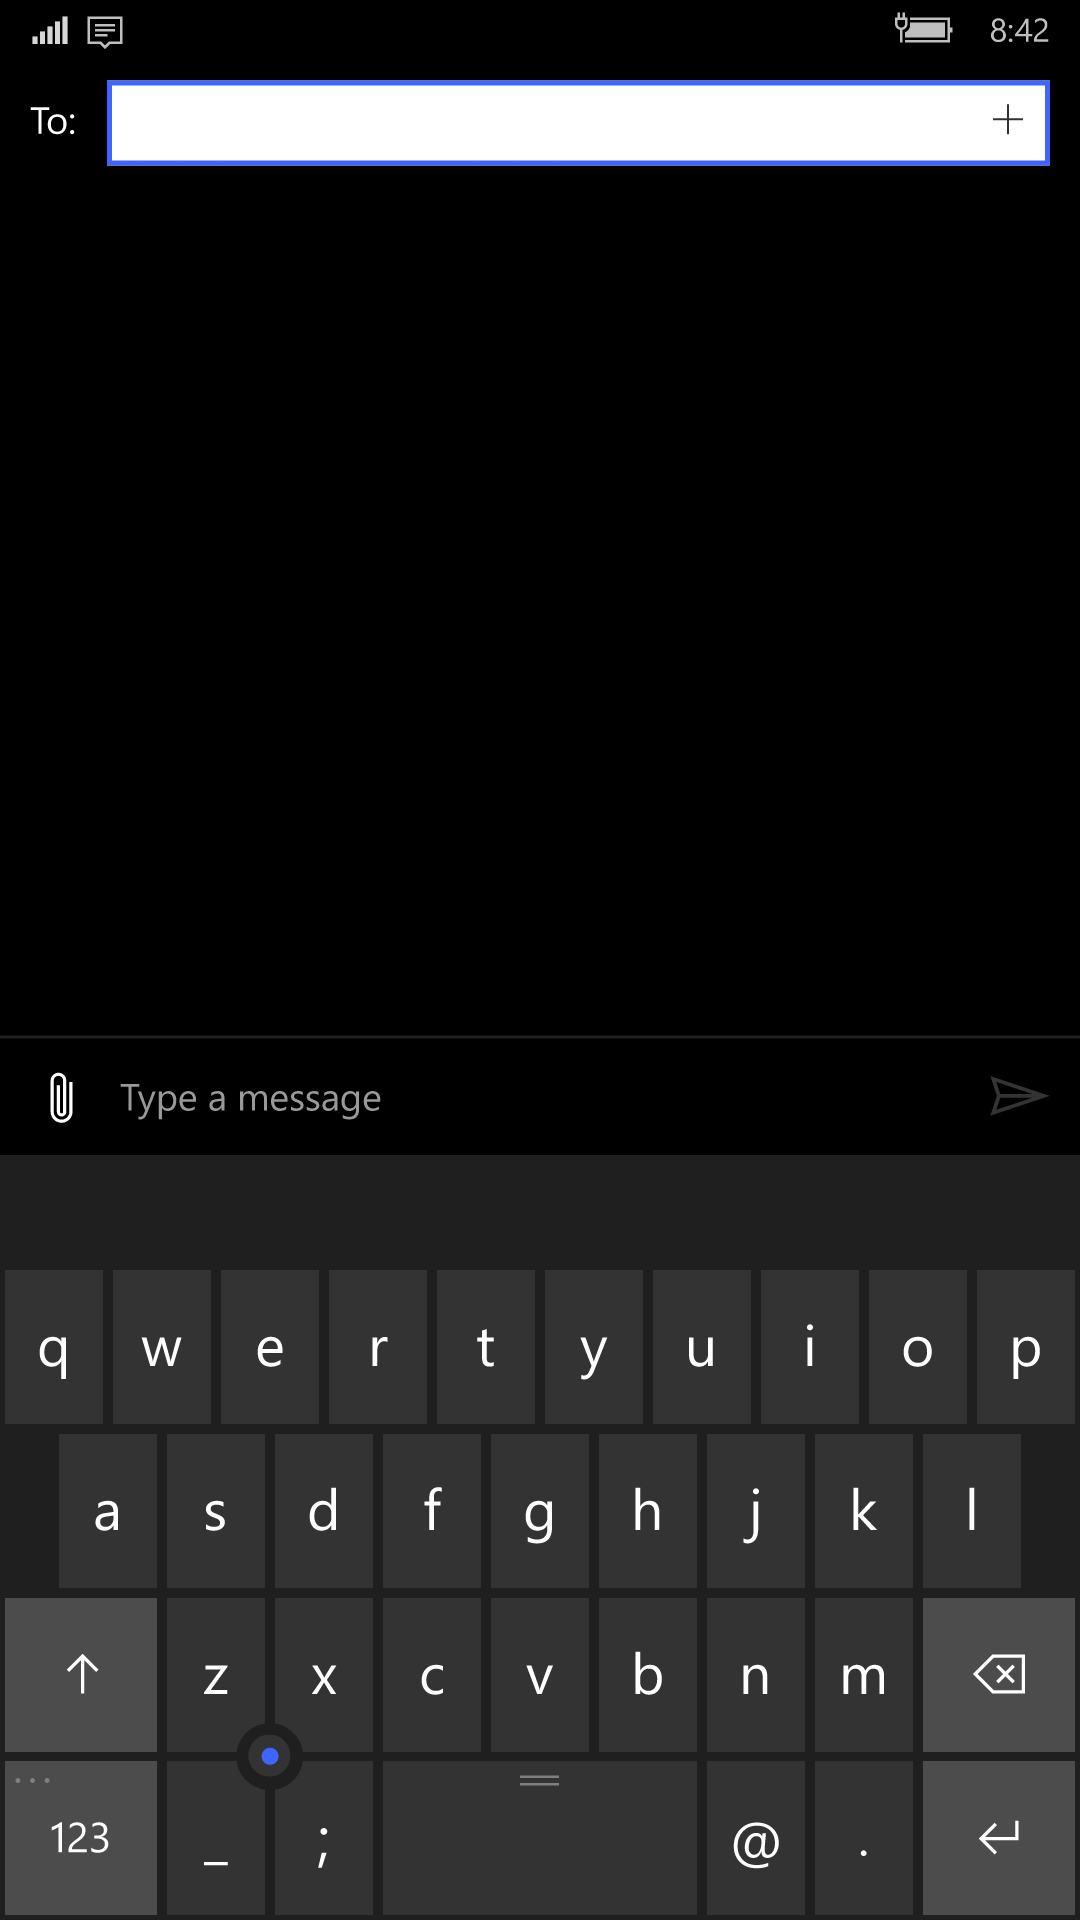 8:42
To:
Type a message
q w e r t y u i o p
a s d f g h j k l
z x c v b n m
123 _ ; @ .